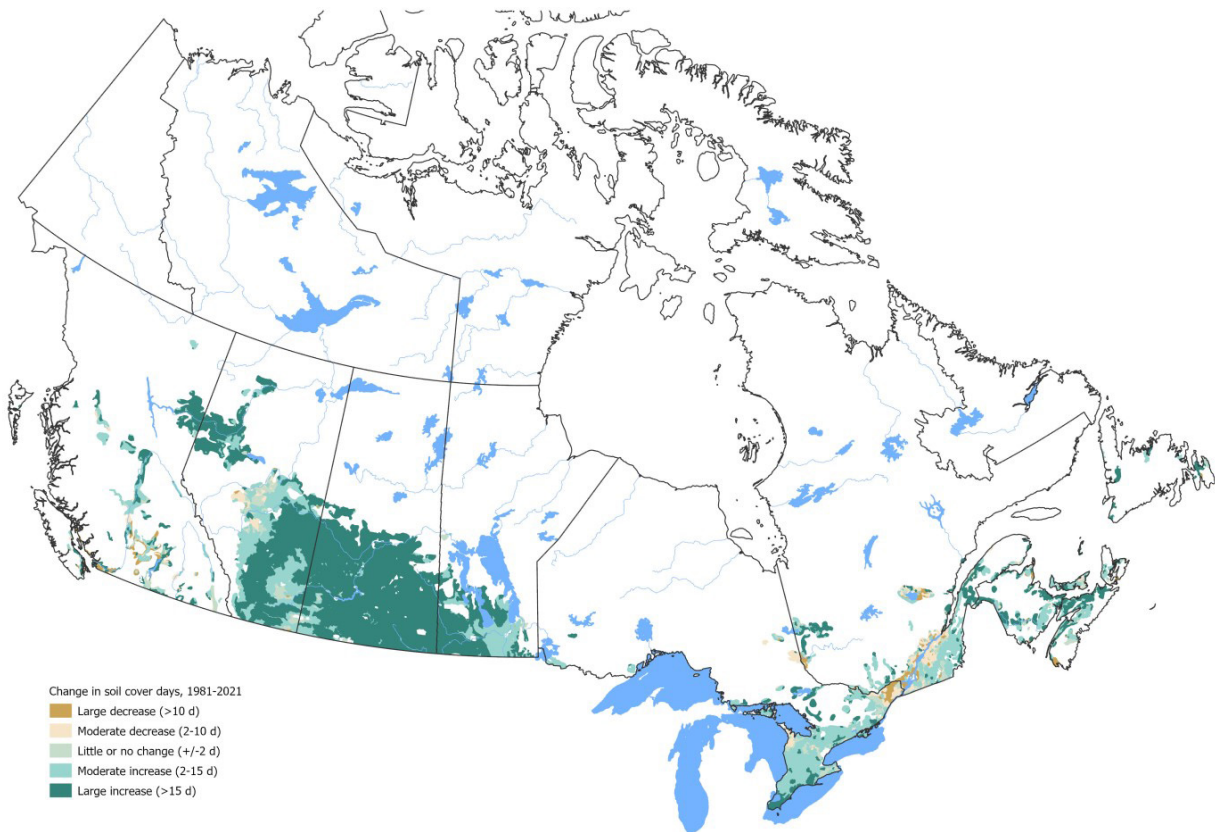 Change in soil cover days, 1981-2021
Large decrease (>10 d)
Moderate decrease (2-10 d)
Little or no change (+/-2 d)
Moderate increase (2-15 d)
Large increase (>15 d)